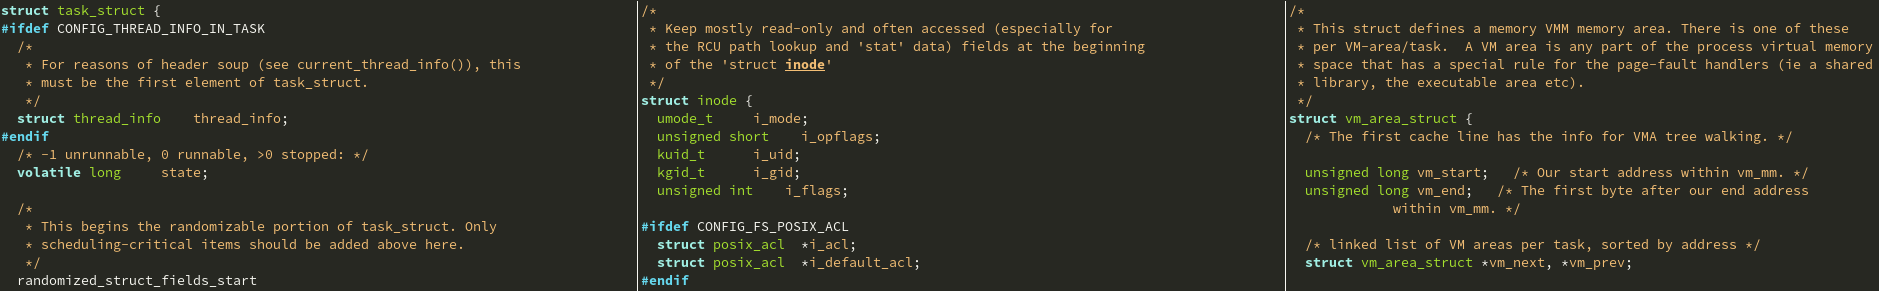 struct task_struct {
#ifdef CONFIG_THREAD_INFO_IN_TASK
/*
* For reasons of header soup (see current_thread_info()), this
* must be the first element of task_struct.
*/
struct thread_info    thread_info;
#endif
/* -1 unrunnable, 0 runnable, >0 stopped: */
volatile long     state;
/*
* This begins the randomizable portion of task_struct. Only
* scheduling-critical items should be added above here.
*/
randomized_struct_fields_start
/*
* Keep mostly read-only and often accessed (especially for
* the RCU path lookup and 'stat' data) fields at the beginning
* of the 'struct inode'
*/
struct inode {
umode_t     i_mode;
unsigned short    i_opflags;
kuid_t      i_uid;
kgid_t      i_gid;
unsigned int    i_flags;
#ifdef CONFIG_FS_POSIX_ACL
struct posix_acl  *i_acl;
struct posix_acl  *i_default_acl;
#endif
/*
* This struct defines a memory VMM memory area. There is one of these
* per VM-area/task.  A VM area is any part of the process virtual memory
* space that has a special rule for the page-fault handlers (ie a shared
* library, the executable area etc).
*/
struct vm_area_struct {
/* The first cache line has the info for VMA tree walking. */
unsigned long vm_start;   /* Our start address within vm_mm. */
unsigned long vm_end;   /* The first byte after our end address
within vm_mm. */
/* linked list of VM areas per task, sorted by address */
struct vm_area_struct *vm_next, *vm_prev;